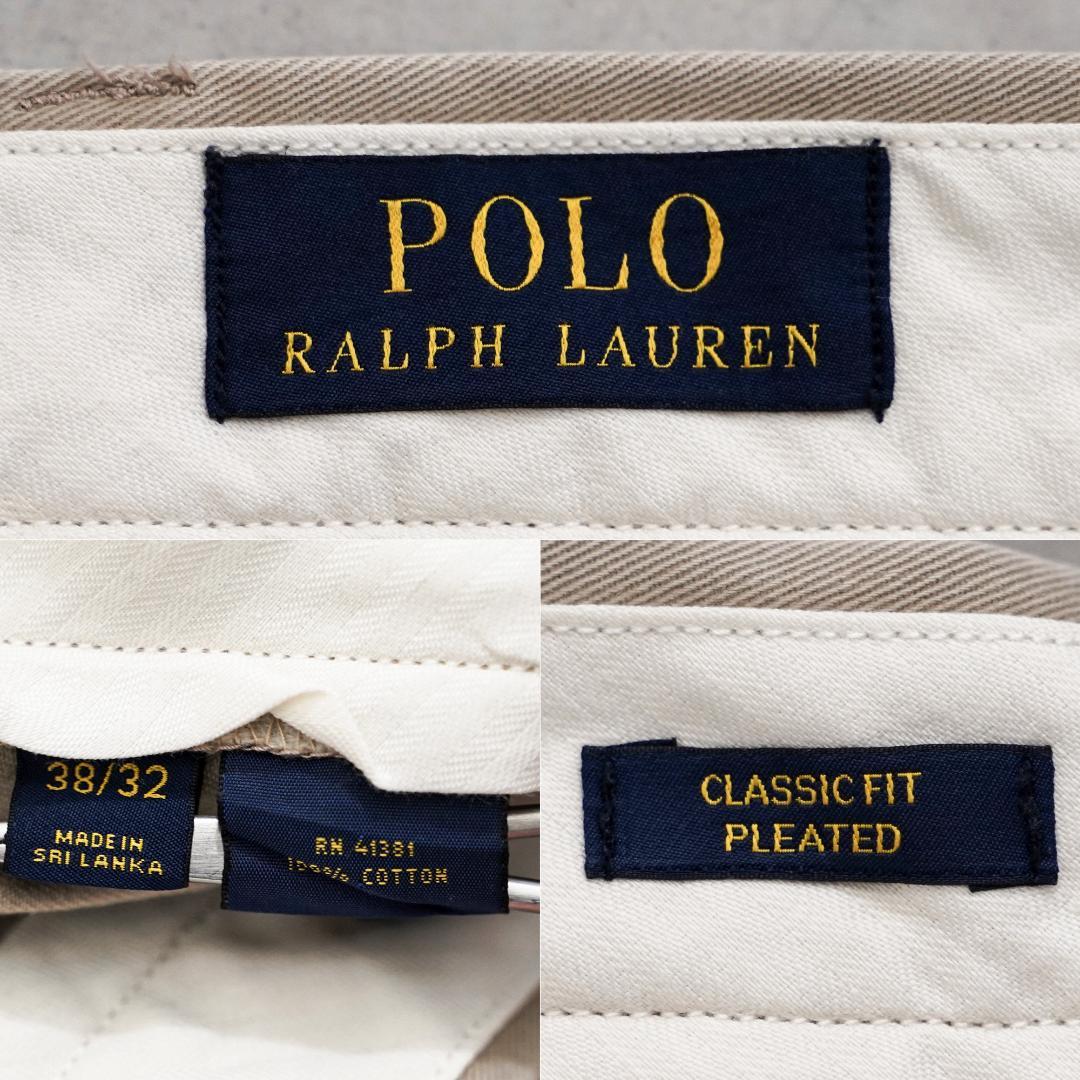 POLO
RALPH LAUREN
38/32
MADE IN
SRI LANKA
RN 41381
100% COTTON
CLASSIC FIT
PLEATED